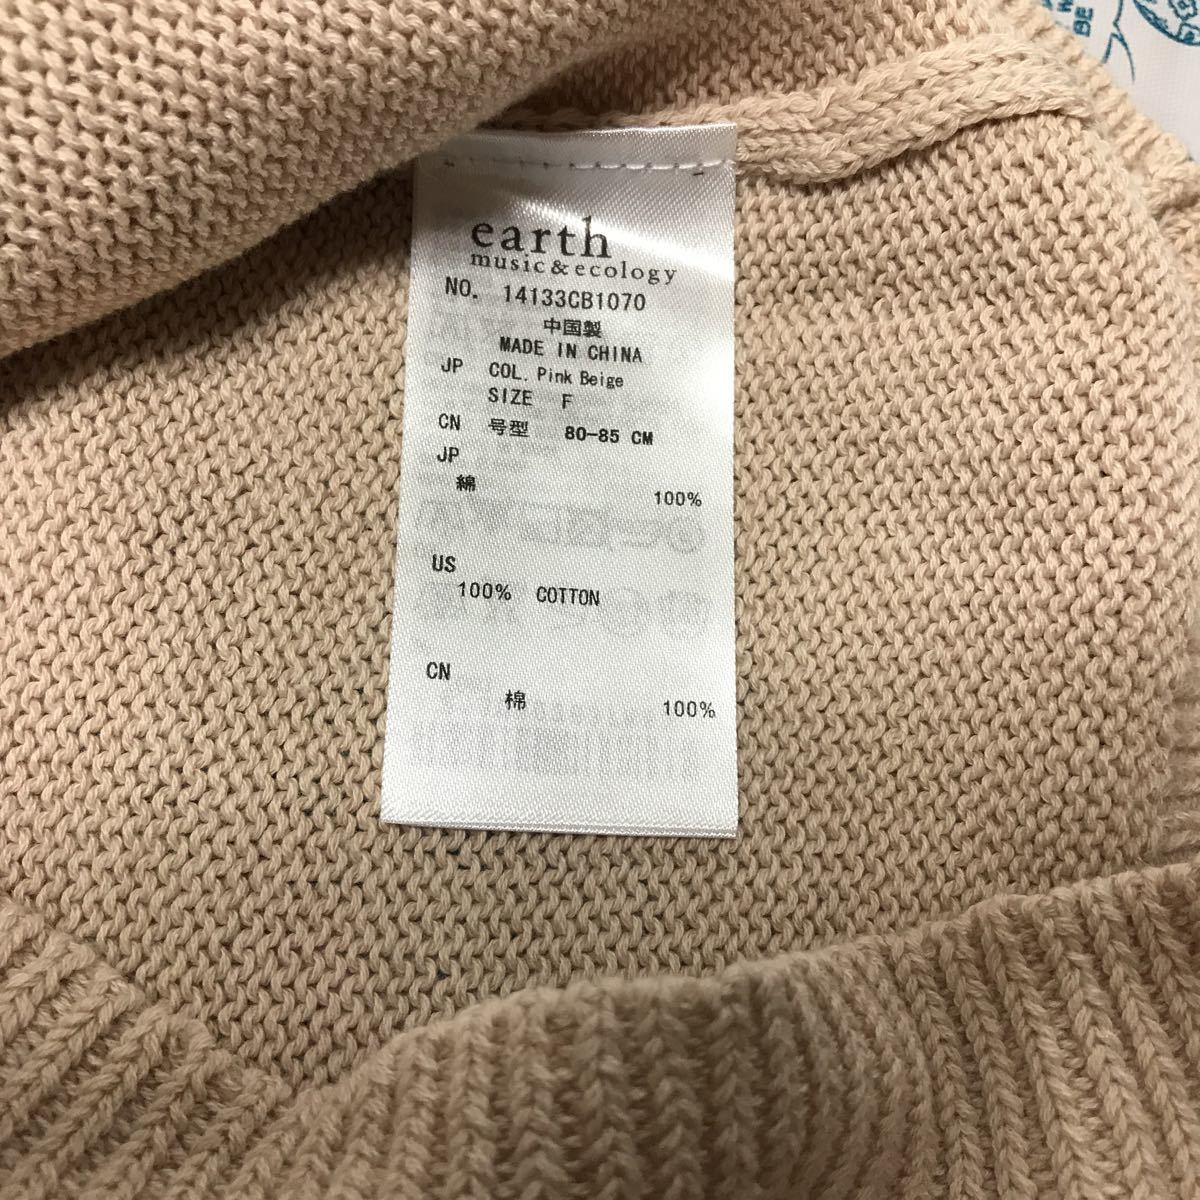 W
BE
earth
music&ecology
NO. 14133CB1070
中国製
MADE IN CHINA
JP COL. Pink Beige
SIZE F
CN 号型 80-85 CM
JP
綿 100%
US
100% COTTON
CN
棉 100%